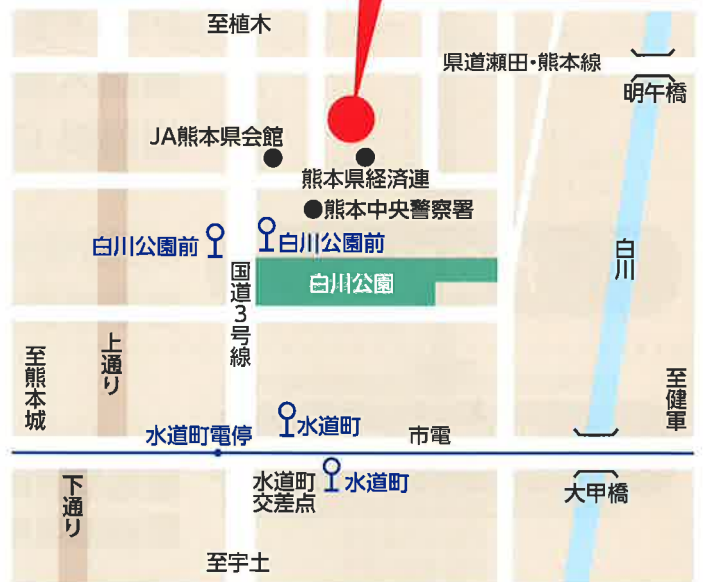 至植木
県道瀬田・熊本線
明午橋
JA熊本県会館
熊本県経済連
熊本中央警察署
白川公園前
白川公園前
白川
白川公園
国道3号線
上通り
至熊本城
至健軍
水道町
水道町電停
市電
水道町
交差点
水道町
大甲橋
下通り
至宇土